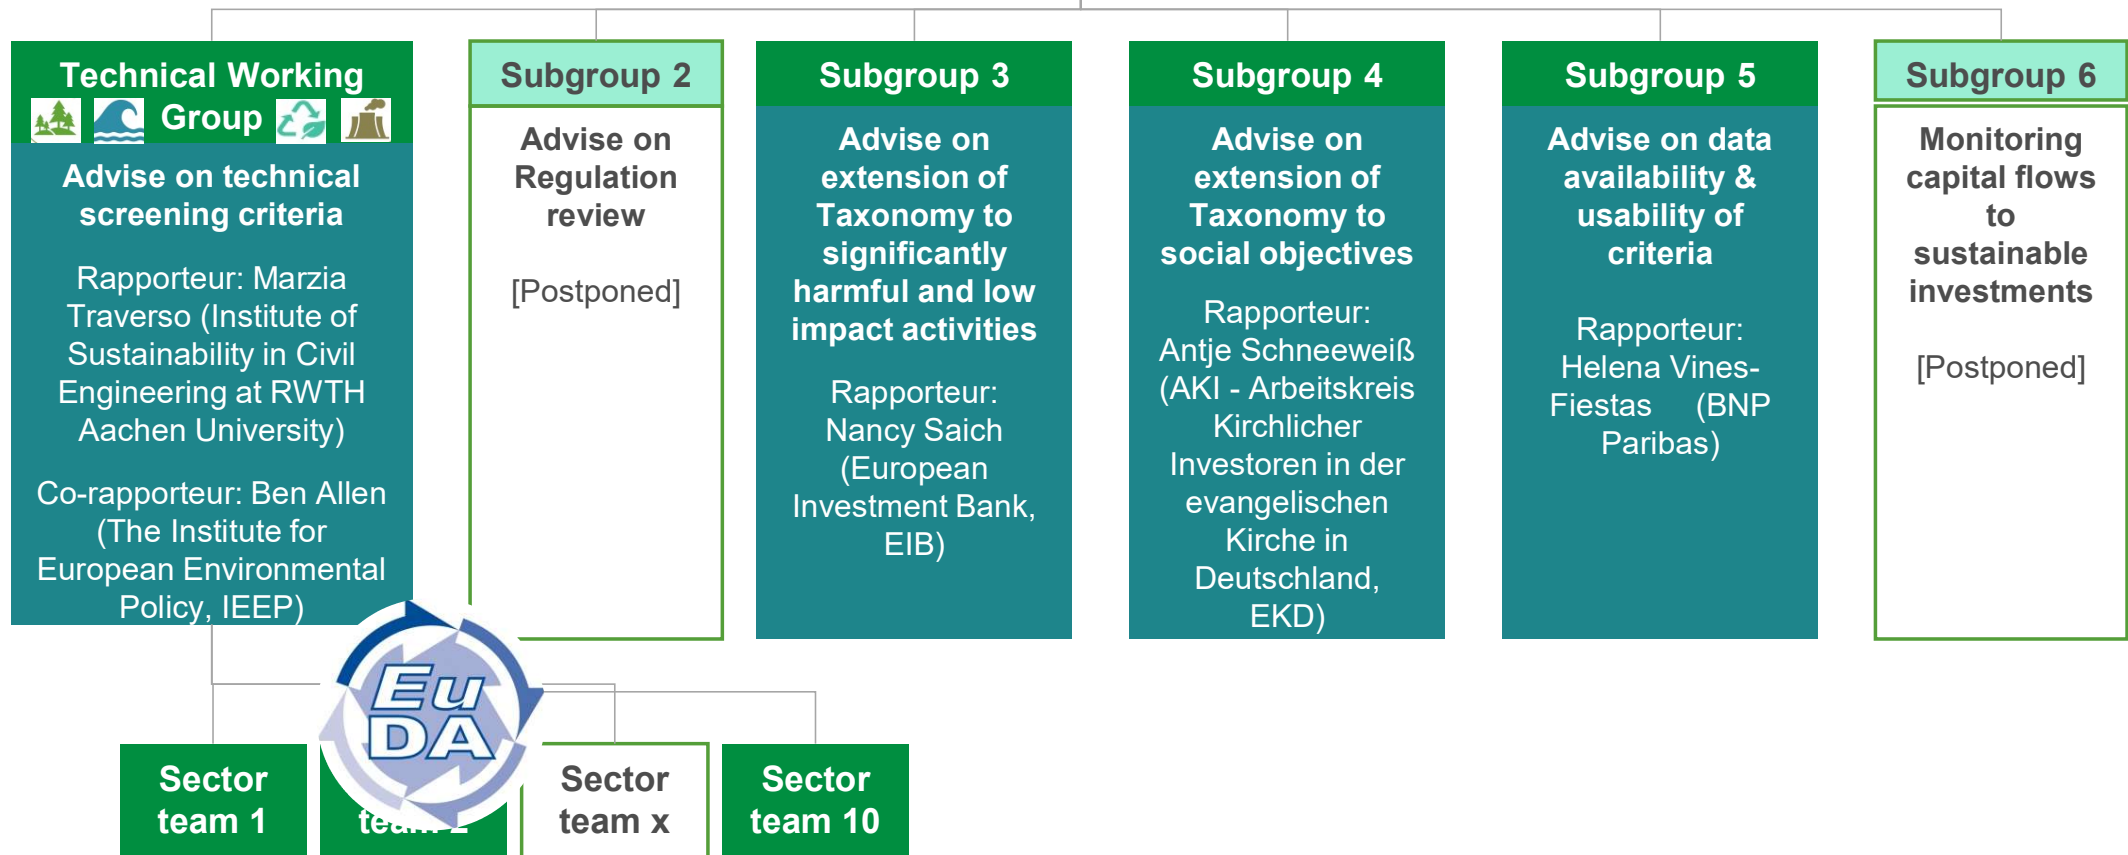 Technical Working
Group
Advise on technical
screening criteria
Rapporteur: Marzia
Traverso (Institute of
Sustainability in Civil
Engineering at RWTH
Aachen University)
Co-rapporteur: Ben Allen
(The Institute for
European Environmental
Policy, IEEP)
Subgroup 2
Advise on
Regulation
review
[Postponed]
Subgroup 3
Advise on
extension of
Taxonomy to
significantly
harmful and low
impact activities
Rapporteur:
Nancy Saich
(European
Investment Bank,
EIB)
Subgroup 4
Advise on
extension of
Taxonomy to
social objectives
Rapporteur:
Antje Schneeweiß
(AKI - Arbeitskreis
Kirchlicher
Investoren in der
evangelischen
Kirche in
Deutschland,
EKD)
Subgroup 5
Advise on data
availability &
usability of
criteria
Rapporteur:
Helena Vines-
Fiestas (BNP
Paribas)
Subgroup 6
Monitoring
capital flows
to
sustainable
investments
[Postponed]
Eu
DA
Sector
team 1
team 2
Sector
team x
Sector
team 10